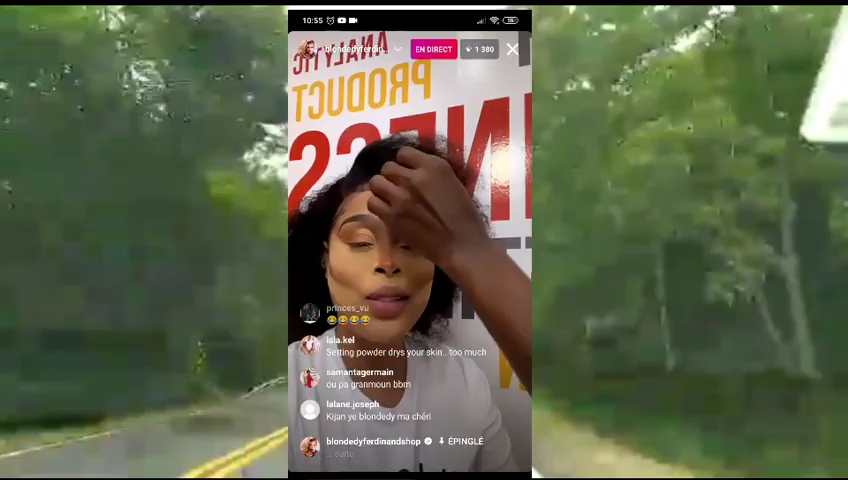 10:55
blondedyferdin...
EN DIRECT
1 380
ANALYTIC
PRODUCT
princes_vu
😂😂😂😂
lala.kel
Setting powder drys your skin.. too much
samantagermain
ou pa granmoun bbm
lalane.joseph
Kijan ye blondedy ma chéri
blondedyferdinandshop ÉPINGLÉ
... Suite